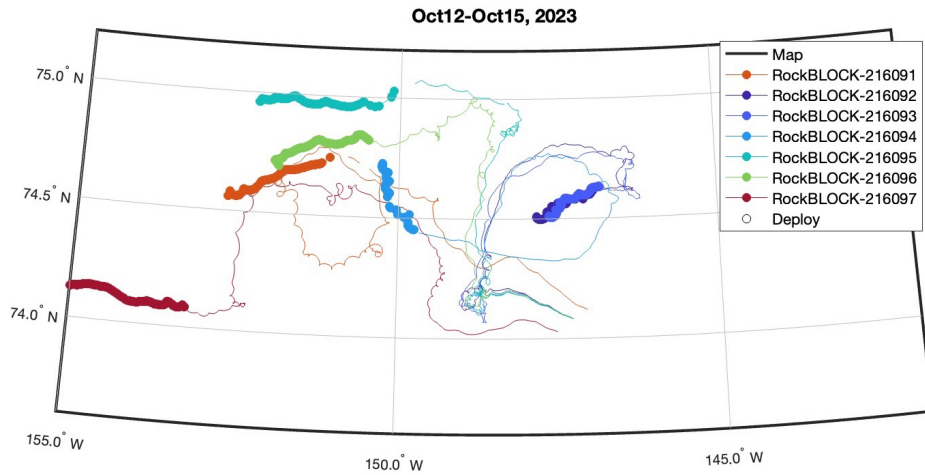 Oct12-Oct15, 2023
75.0° N
74.5° N
74.0° N
155.0° W
150.0° W
145.0° W
Map
RockBLOCK-216091
RockBLOCK-216092
RockBLOCK-216093
RockBLOCK-216094
RockBLOCK-216095
RockBLOCK-216096
RockBLOCK-216097
Deploy